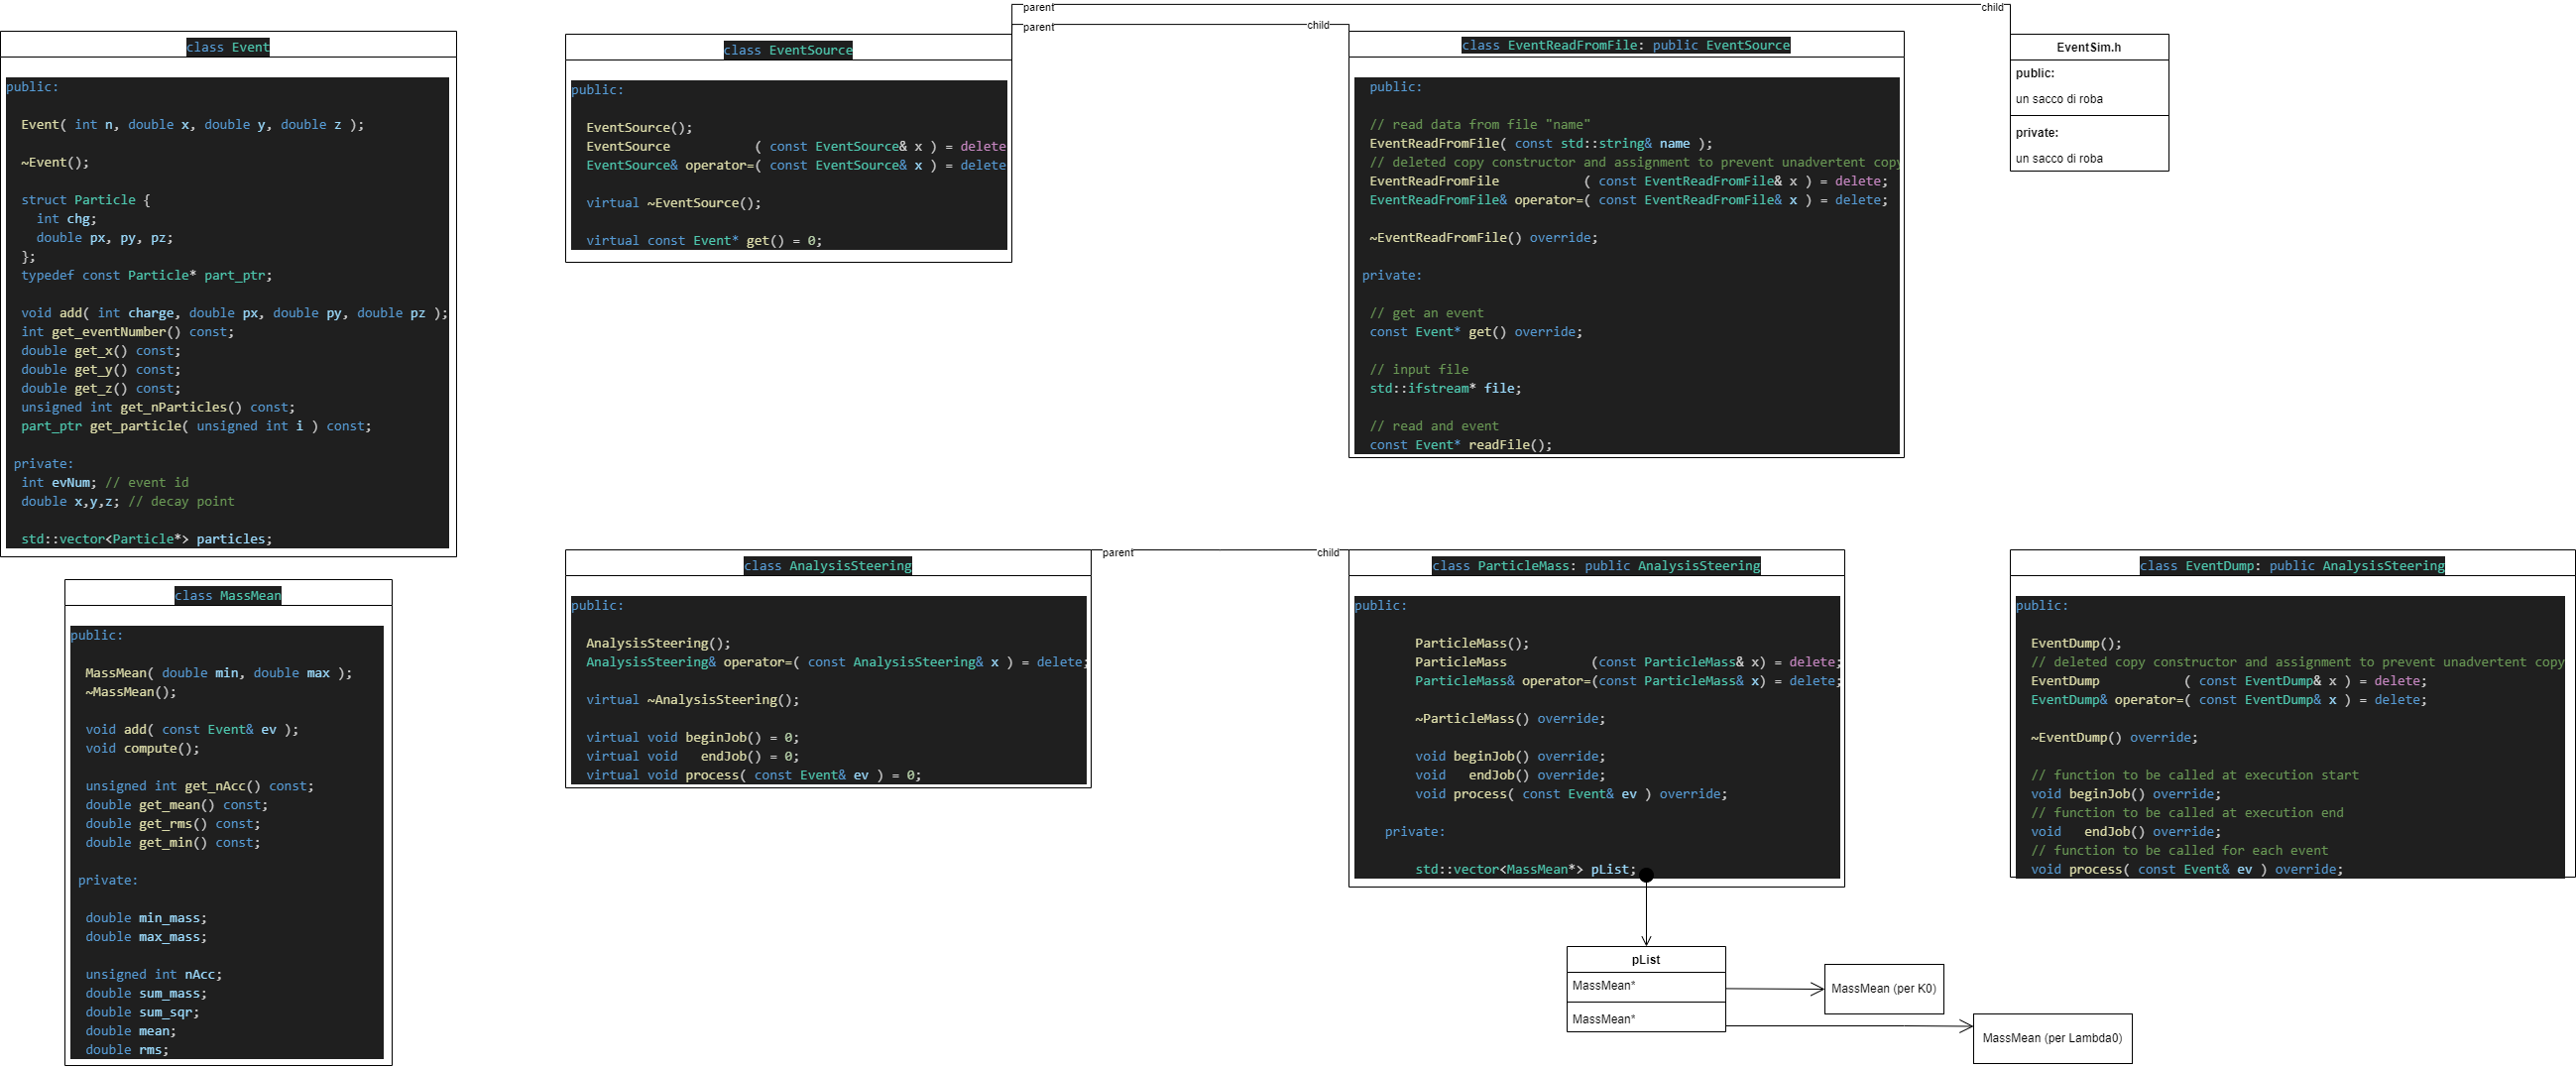 class Event
public:
Event( int n, double x, double y, double z );
~Event();
struct Particle {
int chg;
double px, py, pz;
};
typedef const Particle* part_ptr;
void add( int charge, double px, double py, double pz );
int get_eventNumber() const;
double get_x() const;
double get_y() const;
double get_z() const;
unsigned int get_nParticles() const;
part_ptr get_particle( unsigned int i ) const;
private:
int evNum; // event id
double x,y,z; // decay point
std::vector<Particle*> particles;
class MassMean
public:
MassMean( double min, double max );
~MassMean();
void add( const Event& ev );
void compute();
unsigned int get_nAcc() const;
double get_mean() const;
double get_rms() const;
double get_min() const;
private:
double min_mass;
double max_mass;
unsigned int nAcc;
double sum_mass;
double sum_sqr;
double mean;
double rms;
class EventSource
public:
EventSource();
EventSource           ( const EventSource& x ) = delete
EventSource& operator=( const EventSource& x ) = delete
virtual ~EventSource();
virtual const Event* get() = 0;
parent
child
parent
child
class EventReadFromFile: public EventSource
public:
// read data from file "name"
EventReadFromFile( const std::string& name );
// deleted copy constructor and assignment to prevent unadvertent copy
EventReadFromFile           ( const EventReadFromFile& x ) = delete;
EventReadFromFile& operator=( const EventReadFromFile& x ) = delete;
~EventReadFromFile() override;
private:
// get an event
const Event* get() override;
// input file
std::ifstream* file;
// read and event
const Event* readFile();
EventSim.h
public:
un sacco di roba
private:
un sacco di roba
class AnalysisSteering
public:
AnalysisSteering();
AnalysisSteering& operator=( const AnalysisSteering& x ) = delete;
virtual ~AnalysisSteering();
virtual void beginJob() = 0;
virtual void   endJob() = 0;
virtual void process( const Event& ev ) = 0;
parent
child
class ParticleMass: public AnalysisSteering
public:
ParticleMass();
ParticleMass           (const ParticleMass& x) = delete;
ParticleMass& operator=(const ParticleMass& x) = delete;
~ParticleMass() override;
void beginJob() override;
void   endJob() override;
void process( const Event& ev ) override;
private:
std::vector<MassMean*> pList;
pList
MassMean*
MassMean*
MassMean (per K0)
MassMean (per Lambda0)
class EventDump: public AnalysisSteering
public:
EventDump();
// deleted copy constructor and assignment to prevent unadvertent copy
EventDump           ( const EventDump& x ) = delete;
EventDump& operator=( const EventDump& x ) = delete;
~EventDump() override;
// function to be called at execution start
void beginJob() override;
// function to be called at execution end
void   endJob() override;
// function to be called for each event
void process( const Event& ev ) override;